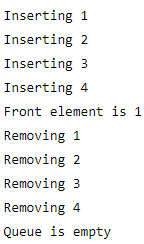 Inserting 1
Inserting 2
Inserting 3
Inserting 4
Front element is 1
Removing 1
Removing 2
Removing 3
Removing 4
Queue is empty